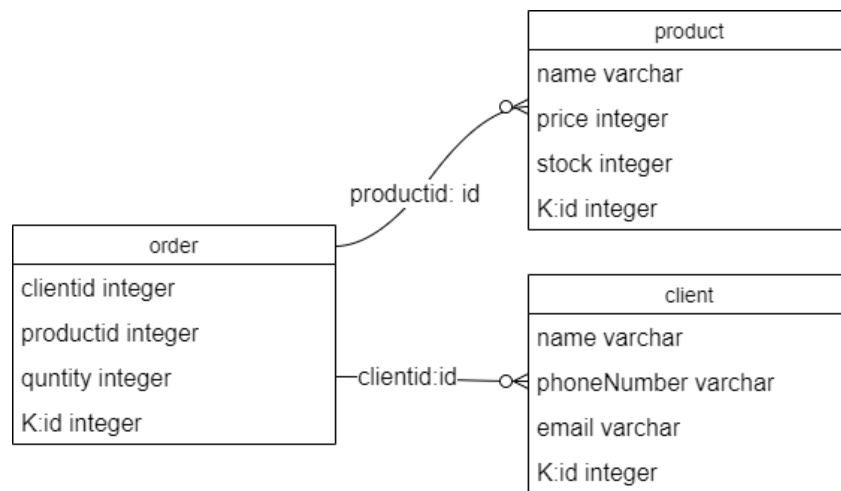 product
name varchar
price integer
stock integer
K:id integer
productid: id
order
clientid integer
productid integer
quntity integer
K:id integer
clientid:id
client
name varchar
phoneNumber varchar
email varchar
K:id integer